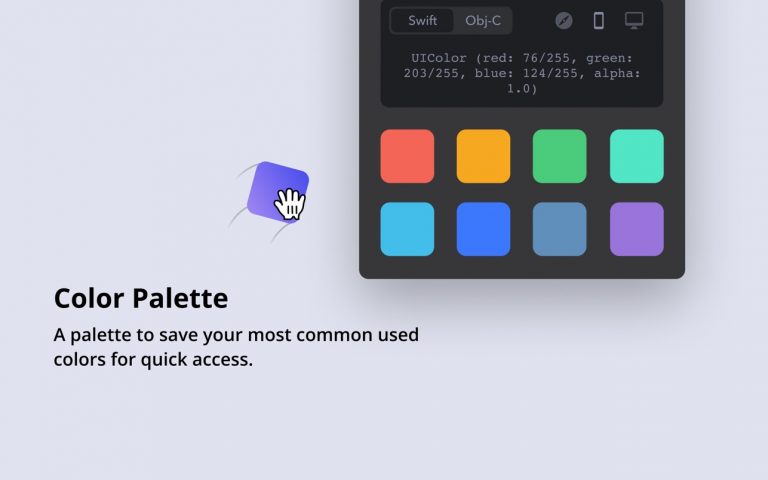 Swift Obj-C
UIColor (red: 76/255, green:
203/255, blue: 124/255, alpha:
1.0)
Color Palette
A palette to save your most common used
colors for quick access.